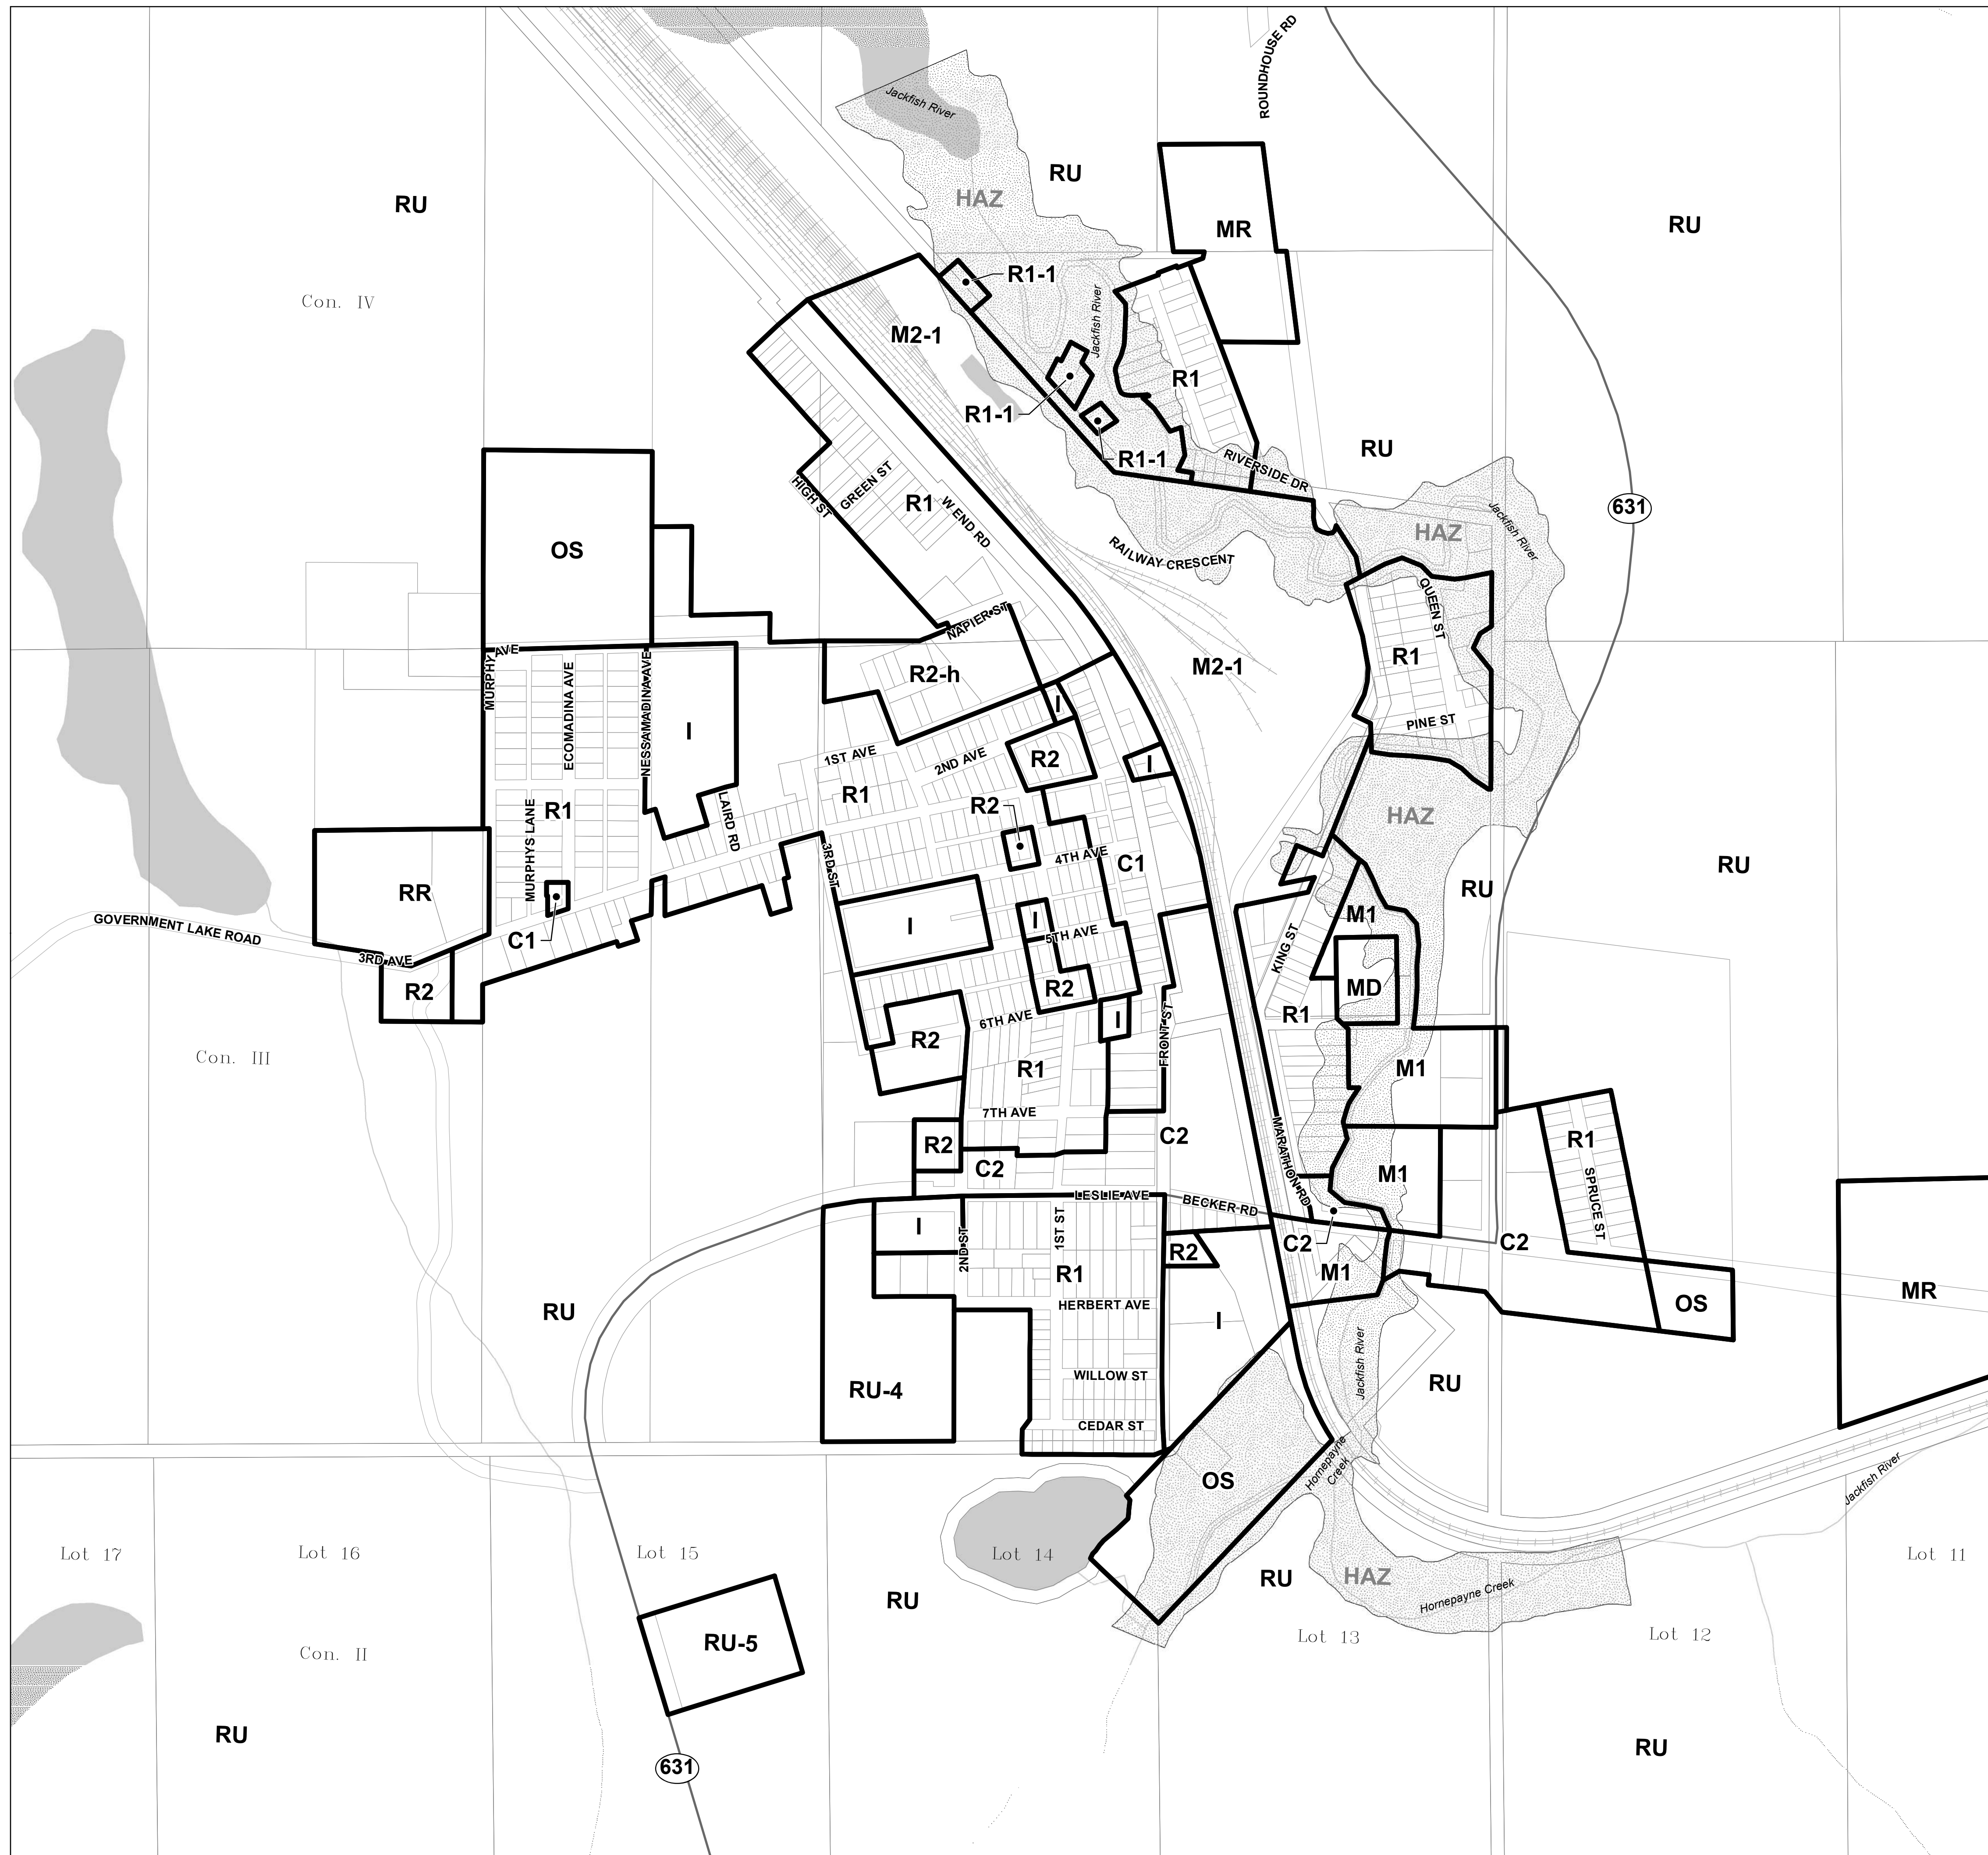 ROUNDHOUSE RD
Jackfish River
RU
HAZ
RU
MR
RU
R1-1
Con. IV
Jackfish River
M2-1
R1
R1-1
R1-1
RU
RIVERSIDE DR
GREEN ST
HIGH ST
R1
W END RD
631
HAZ
Jackfish River
OS
RAILWAY CRESCENT
QUEEN ST
NAPIER ST
MURPHY AVE
ECOMADINA AVE
NESSAMADINA AVE
R2-h
M2-1
R1
I
I
PINE ST
1ST AVE
2ND AVE
R2
I
R1
R1
MURPHYS LANE
LAIRD RD
R2
HAZ
3RD ST
4TH AVE
C1
RU
RR
RU
C1
I
I
5TH AVE
M1
GOVERNMENT LAKE ROAD
3RD AVE
KING ST
R2
R2
MD
6TH AVE
I
R1
R2
FRONT ST
Con. III
R1
M1
7TH AVE
C2
MARATHON RD
R1
R2
C2
M1
SPRUCE ST
LESLIE AVE
BECKER RD
I
2ND ST
1ST ST
R2
C2
C2
R1
M1
MR
RU
HERBERT AVE
I
OS
Jackfish River
WILLOW ST
RU-4
RU
CEDAR ST
OS
Hornepayne
Creek
Jackfish River
Lot 17
Lot 16
Lot 15
Lot 14
Lot 11
RU
RU
HAZ
Hornepayne Creek
RU-5
Lot 13
Lot 12
Con. II
RU
RU
631